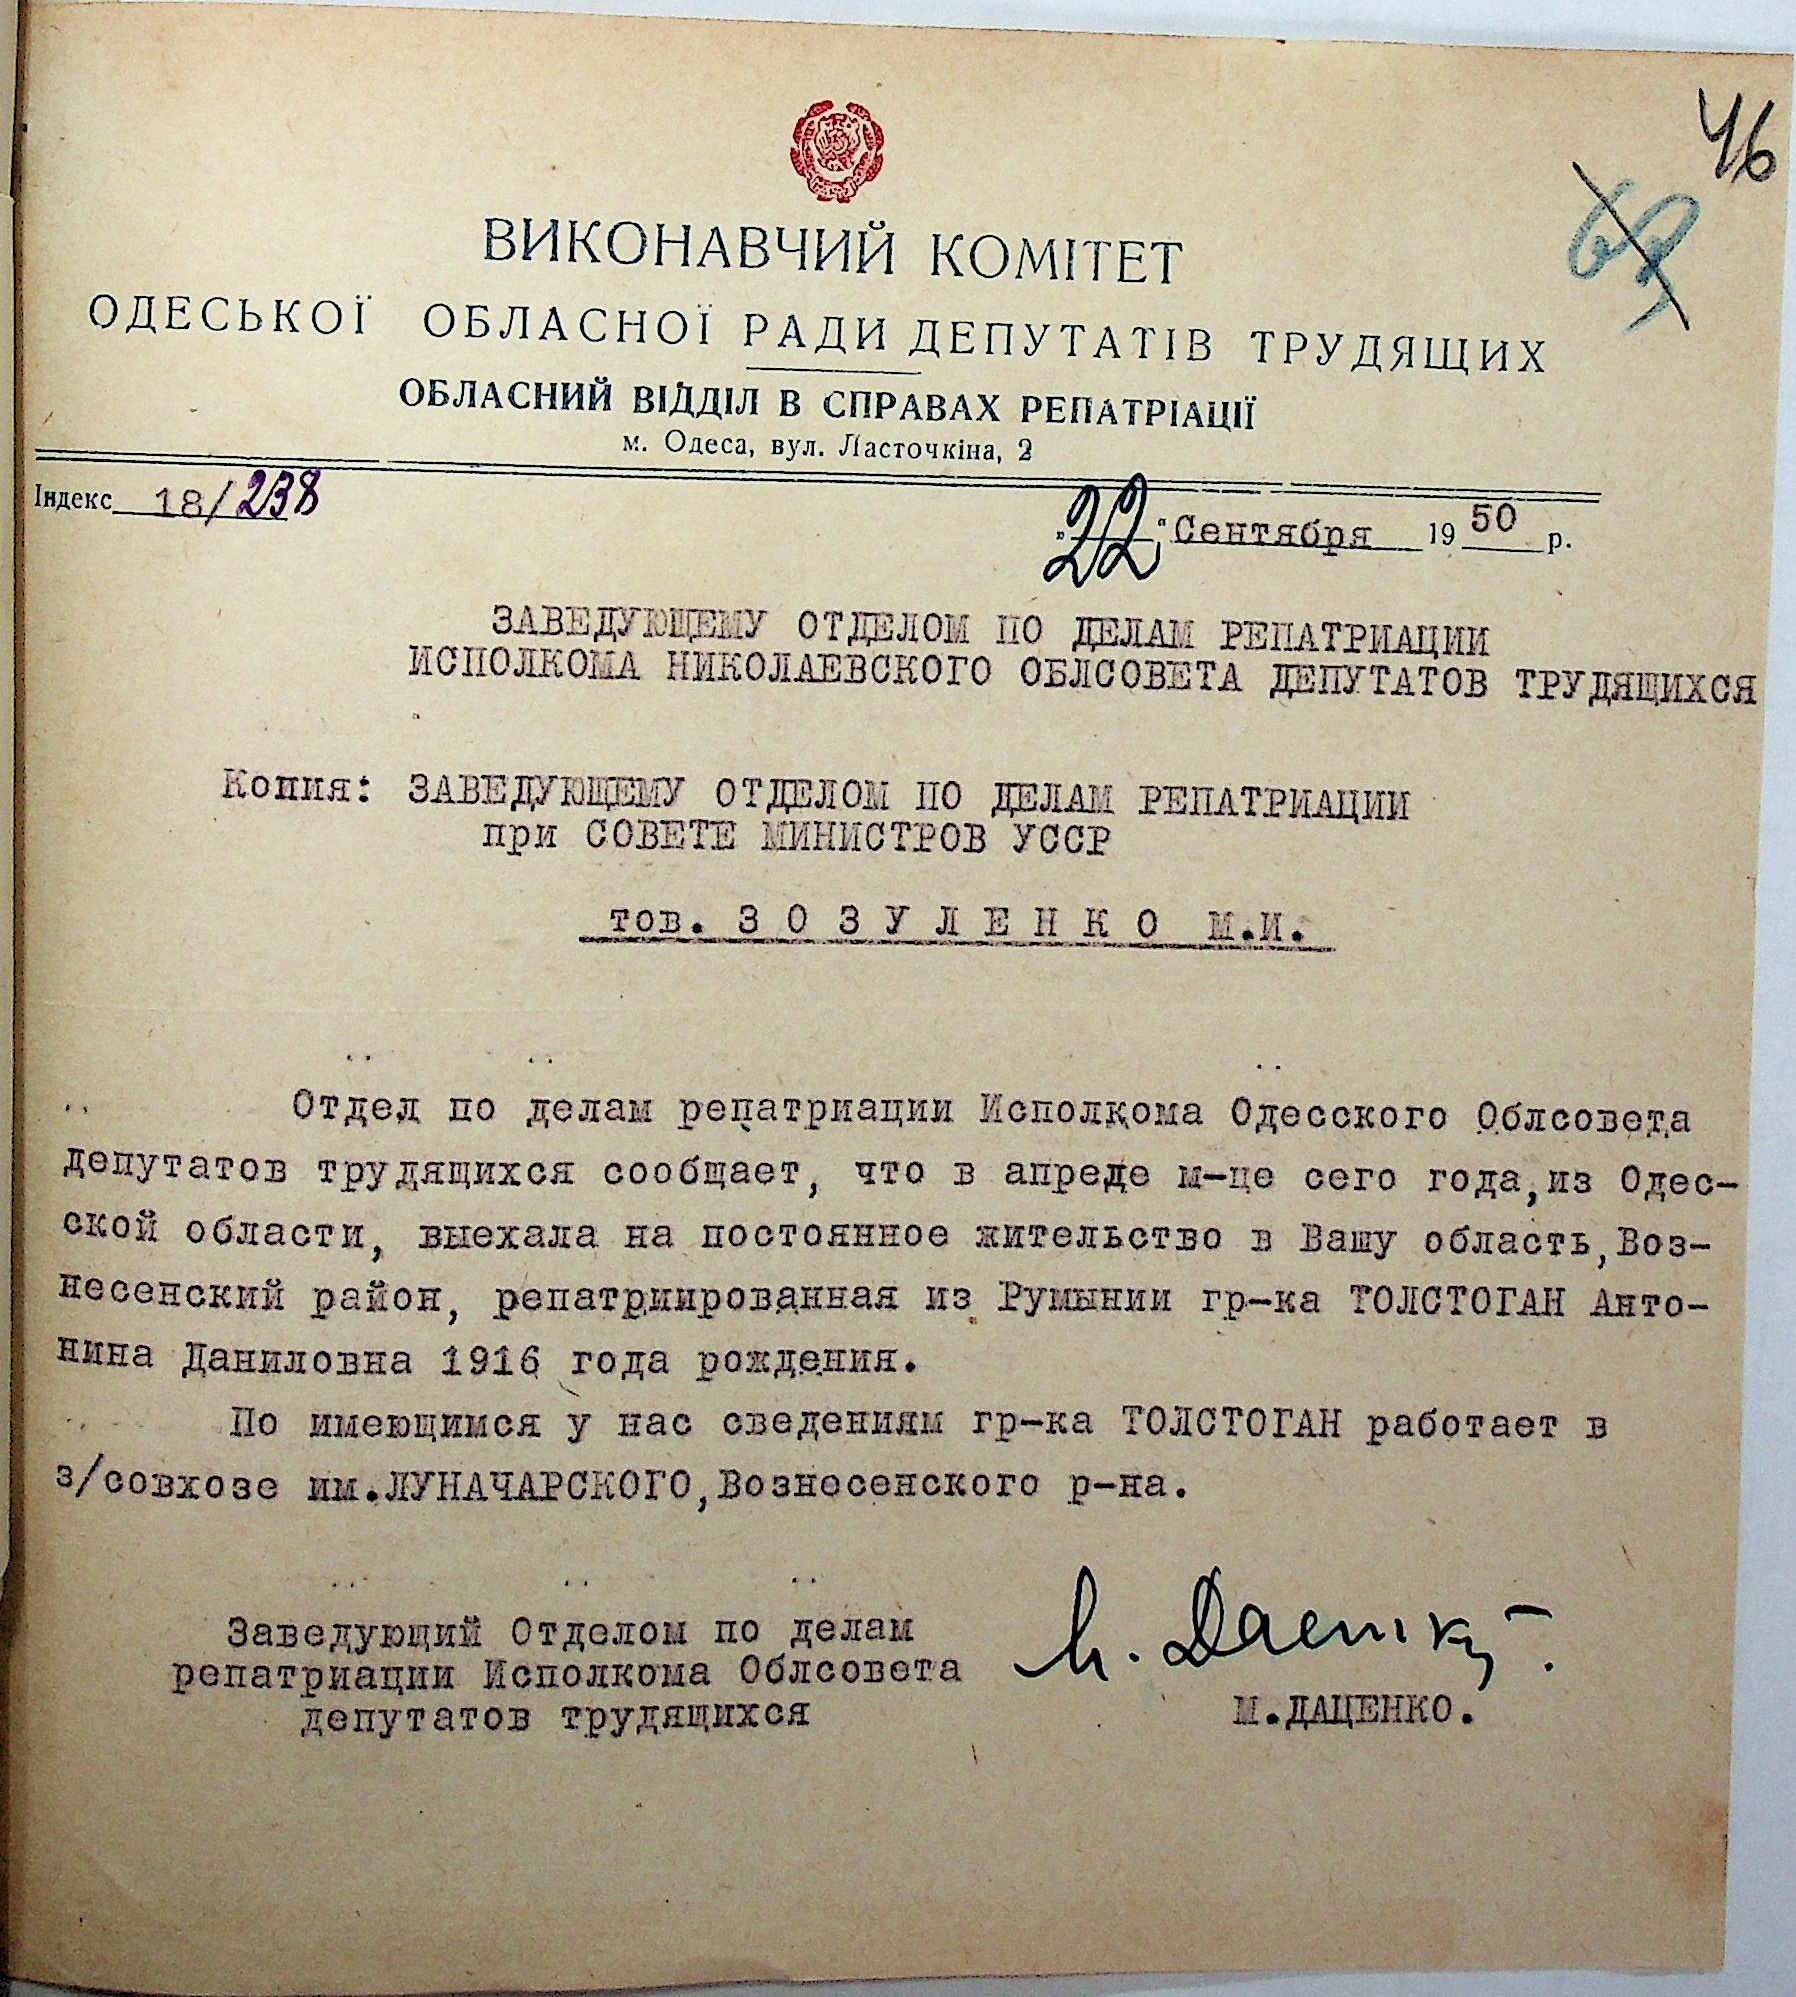 46
ВИКОНАВЧИЙ КОМІТЕТ
ОДЕСЬКОЇ ОБЛАСНОЇ РАДИ ДЕПУТАТІВ ТРУДЯЩИХ
ОБЛАСНИЙ ВІДДІЛ В СПРАВАХ РЕПАТРІАЦІЇ
м. Одеса, вул. Ласточкіна, 2
Індекс 18/238
"22" Сентября 1950 р.
ЗАВЕДУЮЩЕМУ ОТДЕЛОМ ПО ДЕЛАМ РЕПАТРИАЦИИ
ИСПОЛКОМА НИКОЛАЕВСКОГО ОБЛСОВЕТА ДЕПУТАТОВ ТРУДЯЩИХСЯ
Копия: ЗАВЕДУЮЩЕМУ ОТДЕЛОМ ПО ДЕЛАМ РЕПАТРИАЦИИ
при СОВЕТЕ МИНИСТРОВ УССР
тов. З О З У Л Е Н К О М.И.
Отдел по делам репатриации Исполкома Одесского Облсовета
депутатов трудящихся сообщает, что в апреде м-це сего года,из Одес-
ской области, выехала на постоянное жительство в Вашу область,Воз-
несенский район, репатриированная из Румынии гр-ка ТОЛСТОГАН Анто-
нина Даниловна 1916 года рождения.
По имеющимся у нас сведениям гр-ка ТОЛСТОГАН работает в
з/совхозе им.ЛУНАЧАРСКОГО,Вознесенского р-на.
Заведующий Отделом по делам
репатриации Исполкома Облсовета
депутатов трудящихся
М.ДАЦЕНКО.